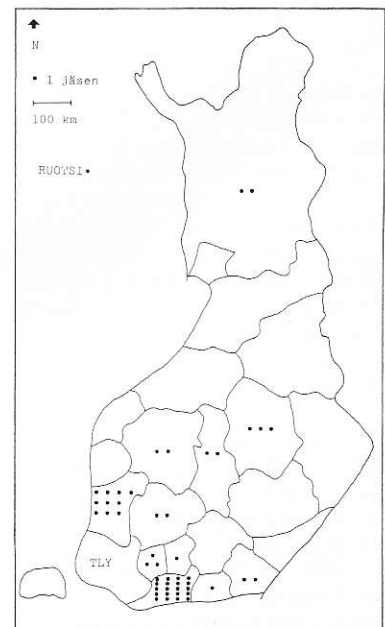 N
• 1 jäsen
100 km
RUOTSI •
TLY